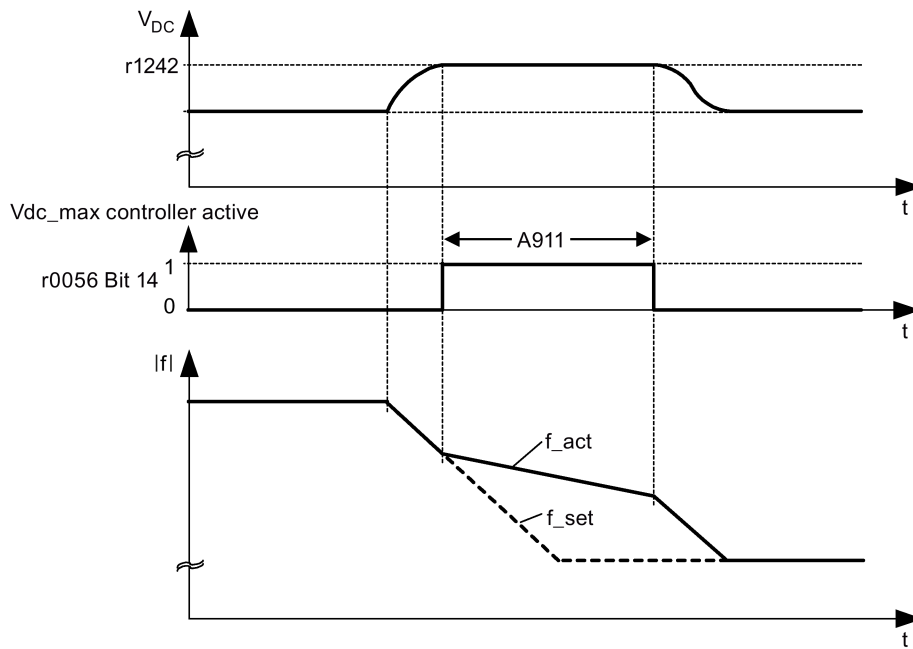 V_DC
r1242
t
Vdc_max controller active
A911
1
r0056 Bit 14
0
t
|f|
f_act
f_set
t